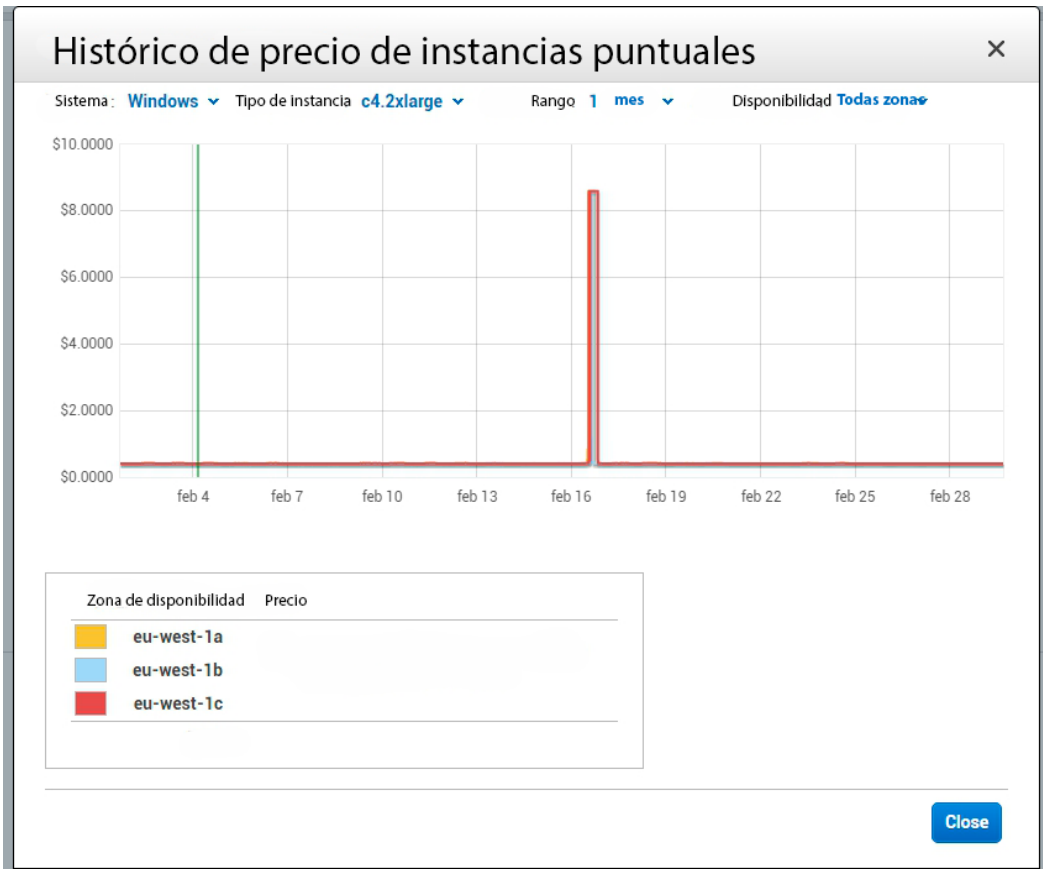 Histórico de precio de instancias puntuales ×
Sistema: Windows Tipo de instancia c4.2xlarge Rango 1 mes Disponibilidad Todas zonas
$10.0000
$8.0000
$6.0000
$4.0000
$2.0000
$0.0000
feb 4 feb 7 feb 10 feb 13 feb 16 feb 19 feb 22 feb 25 feb 28
Zona de disponibilidad Precio
eu-west-1a
eu-west-1b
eu-west-1c
Close